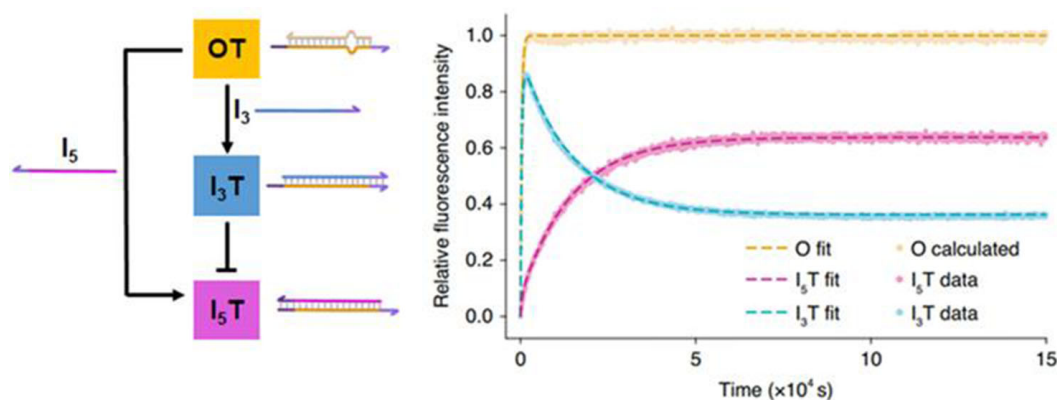 OT
I₃
I₅
I₃T
I₅T
Relative fluorescence intensity
1.0
0.8
0.6
0.4
0.2
0.0
O fit
O calculated
I₅T fit
I₅T data
I₃T fit
I₃T data
0
5
10
15
Time (×10⁴ s)